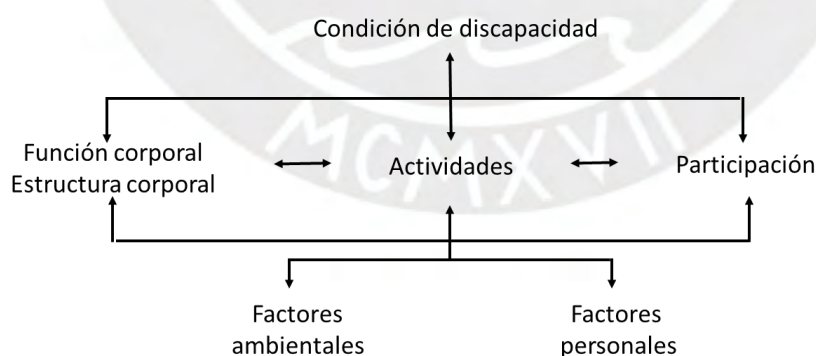 Condición de discapacidad
MCMXVII
Función corporal
Estructura corporal
Actividades
Participación
Factores
ambientales
Factores
personales